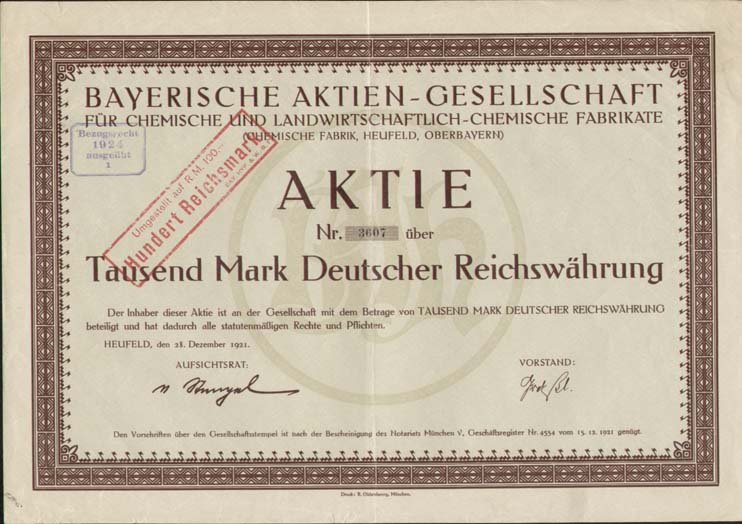 BAYERISCHE AKTIEN-GESELLSCHAFT
FÜR CHEMISCHE UND LANDWIRTSCHAFTLICH-CHEMISCHE FABRIKATE
(CHEMISCHE FABRIK, HEUFELD, OBERBAYERN)
Bezugsrecht
1924
ausgeübt
1
Umgestellt auf R.M. 100.—
Hundert Reichsmark
AKTIE
Nr. 3607 über
Tausend Mark Deutscher Reichswährung
Der Inhaber dieser Aktie ist an der Gesellschaft mit dem Betrage von TAUSEND MARK DEUTSCHER REICHSWÄHRUNG
beteiligt und hat dadurch alle statutenmäßigen Rechte und Pflichten.
HEUFELD, den 28. Dezember 1921.
AUFSICHTSRAT:
VORSTAND:
Den Vorschriften über den Gesellschaftsstempel ist nach der Bescheinigung des Notariats München V, Geschäftsregister Nr. 4554 vom 15. 12. 1921 genügt.
Druck: R. Oldenbourg, München.